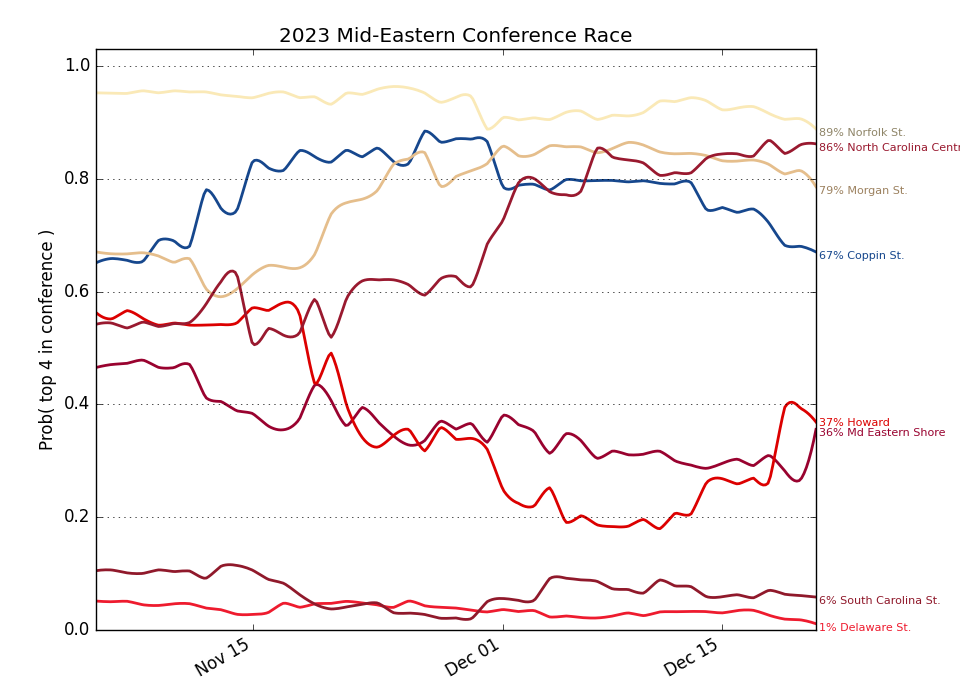 2023 Mid-Eastern Conference Race
Prob( top 4 in conference )
1.0
0.8
0.6
0.4
0.2
0.0
Nov 15
Dec 01
Dec 15
89% Norfolk St.
86% North Carolina Centr
79% Morgan St.
67% Coppin St.
37% Howard
36% Md Eastern Shore
6% South Carolina St.
1% Delaware St.